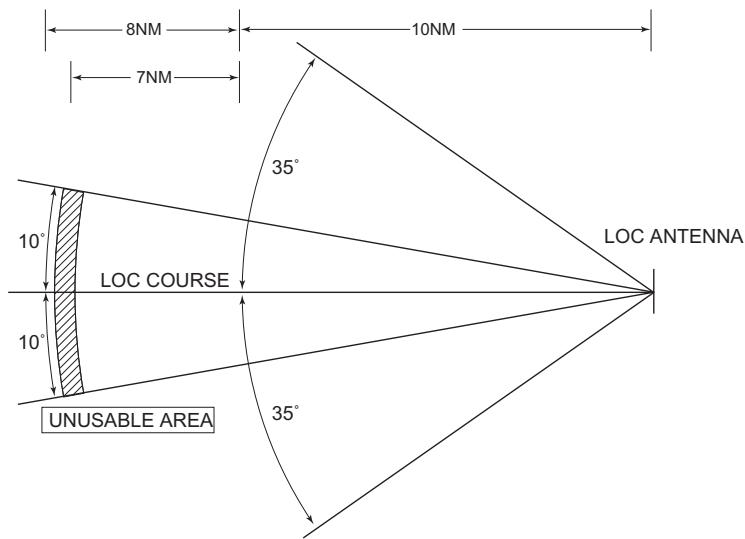 8NM
10NM
7NM
35˚
LOC ANTENNA
10˚
LOC COURSE
10˚
35˚
UNUSABLE AREA